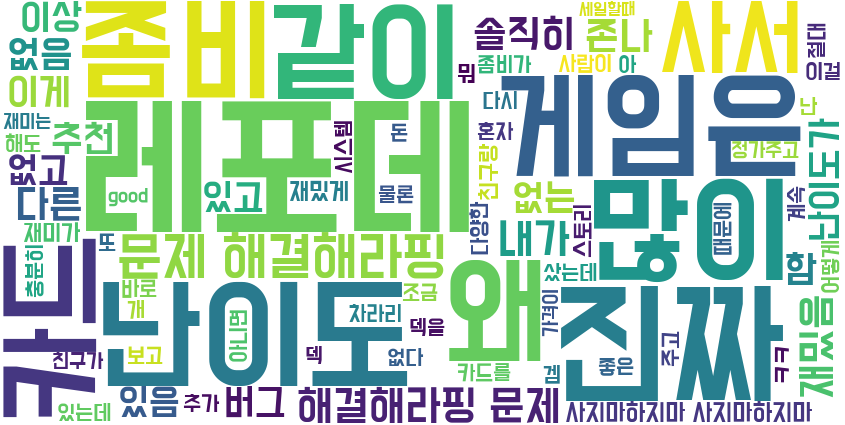 이상
좀비
같이
솔직히
존나
사서
세일할때
절대
이걸
없음
뭐
좀비가
사람이
아
이게
재미는
해도
추천
레포데
시스템
돈
다시
혼자
게임은
난
정가주고
없고
good
있고
재밌게
물론
친구랑
없는
많이
때문에
계속
난이도가
다른
재미가
또
문제 해결해라핑
다양한
내가
스토리
함
어떻게
충분히
카드
바로
개
난이도
아니면
차라리
조금
덱을
왜
샀는데
가격이
진짜
재밌음
친구가
보고
덱
없다
카드를
겜
좋은
주고
ㅋㅋ
있는데
있음
추가
버그
해결해라핑 문제
사지마하지마 사지마하지마